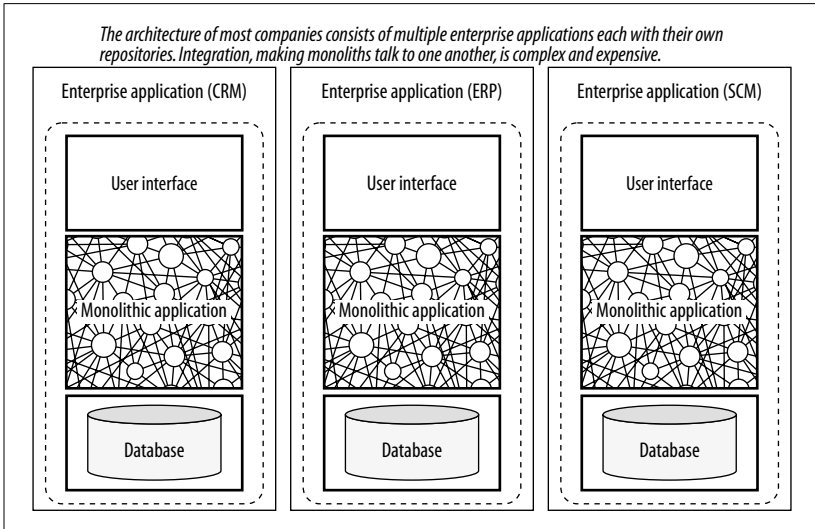 The architecture of most companies consists of multiple enterprise applications each with their own
repositories. Integration, making monoliths talk to one another, is complex and expensive.
Enterprise application (CRM)
User interface
Monolithic application
Database
Enterprise application (ERP)
User interface
Monolithic application
Database
Enterprise application (SCM)
User interface
Monolithic application
Database